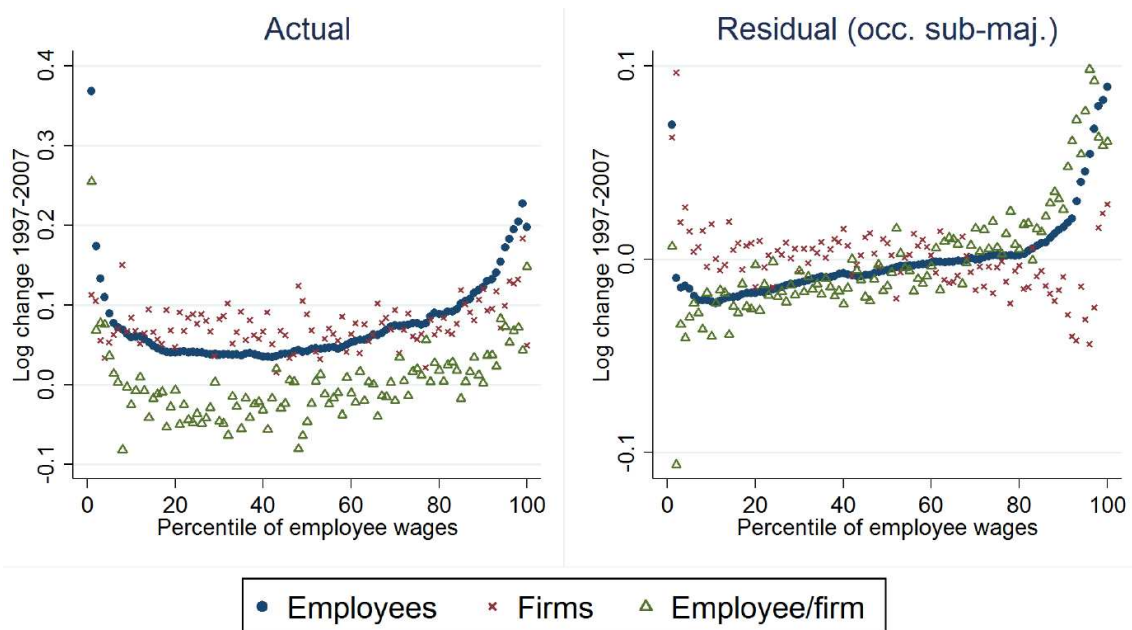 Actual
Log change 1997-2007
0.4
0.3
0.2
0.1
0.0
-0.1
0 20 40 60 80 100
Percentile of employee wages
Residual (occ. sub-maj.)
Log change 1997-2007
0.1
0.0
-0.1
0 20 40 60 80 100
Percentile of employee wages
Employees Firms Employee/firm